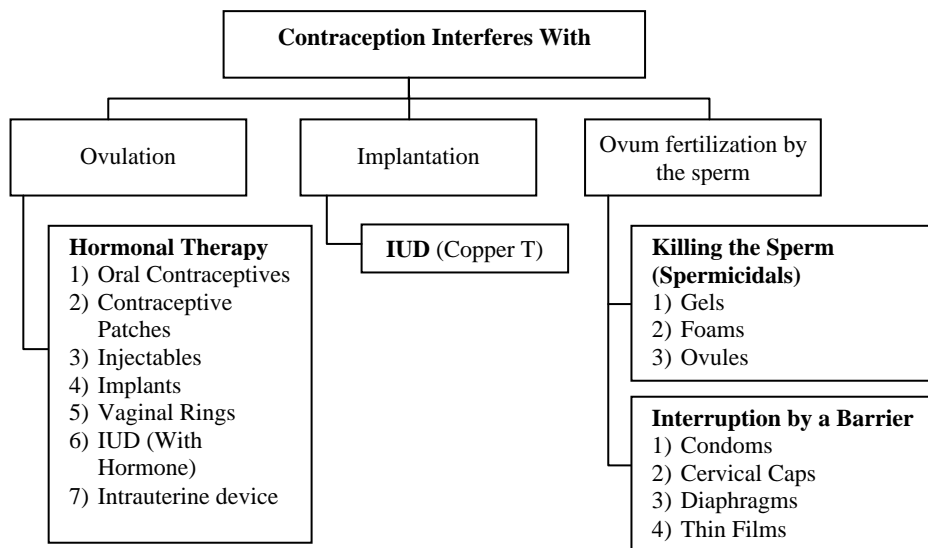 Contraception Interferes With
Ovulation
Implantation
Ovum fertilization by
the sperm
Hormonal Therapy
1) Oral Contraceptives
2) Contraceptive
Patches
3) Injectables
4) Implants
5) Vaginal Rings
6) IUD (With
Hormone)
7) Intrauterine device
IUD (Copper T)
Killing the Sperm
(Spermicidals)
1) Gels
2) Foams
3) Ovules
Interruption by a Barrier
1) Condoms
2) Cervical Caps
3) Diaphragms
4) Thin Films